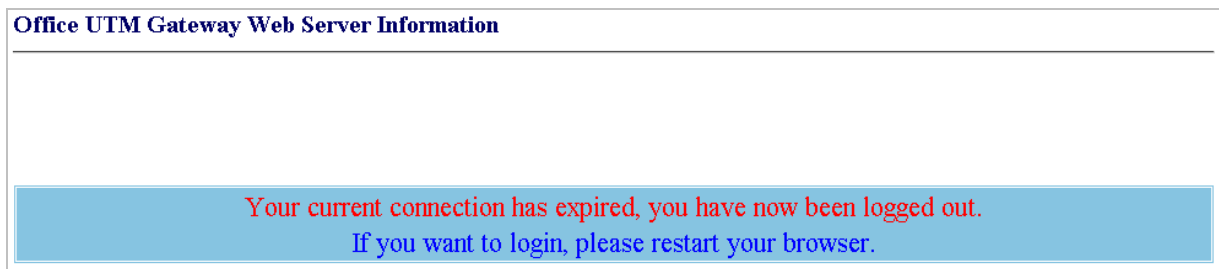 Office UTM Gateway Web Server Information
Your current connection has expired, you have now been logged out.
If you want to login, please restart your browser.